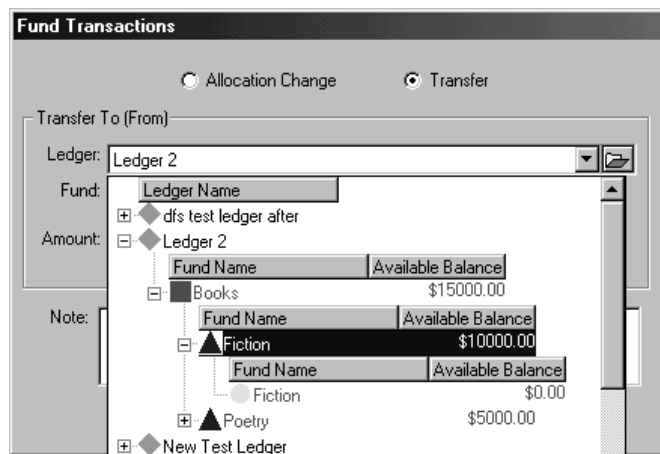 Fund Transactions
Allocation Change Transfer
Transfer To (From)
Ledger: Ledger 2
Fund: Ledger Name
dfs test ledger after
Amount: Ledger 2
Fund Name Available Balance
Books $15000.00
Note: Fund Name Available Balance
Fiction $10000.00
Fund Name Available Balance
Fiction $0.00
Poetry $5000.00
New Test Ledger